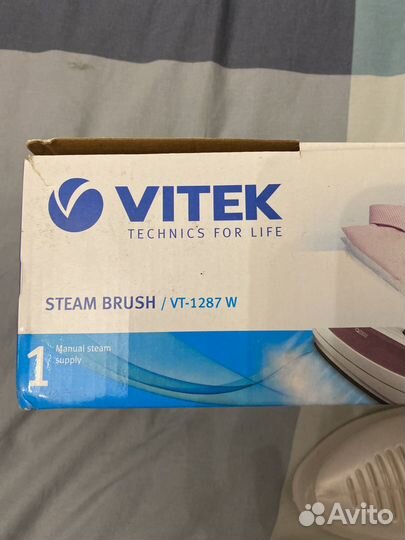 VITEK
TECHNICS FOR LIFE
STEAM BRUSH / VT-1287 W
1
Manual steam
supply
Avito